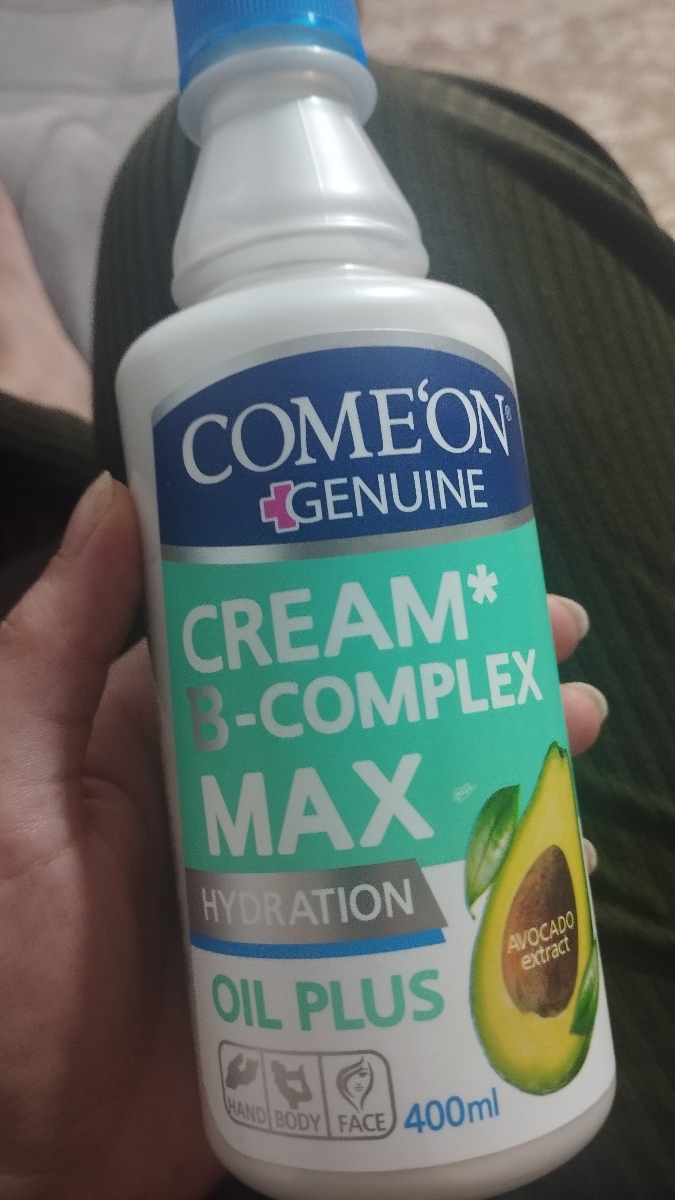 COME'ON®
GENUINE
CREAM*
B-COMPLEX
MAX
HYDRATION
OIL PLUS
AVOCADO
extract
HAND BODY FACE
400ml